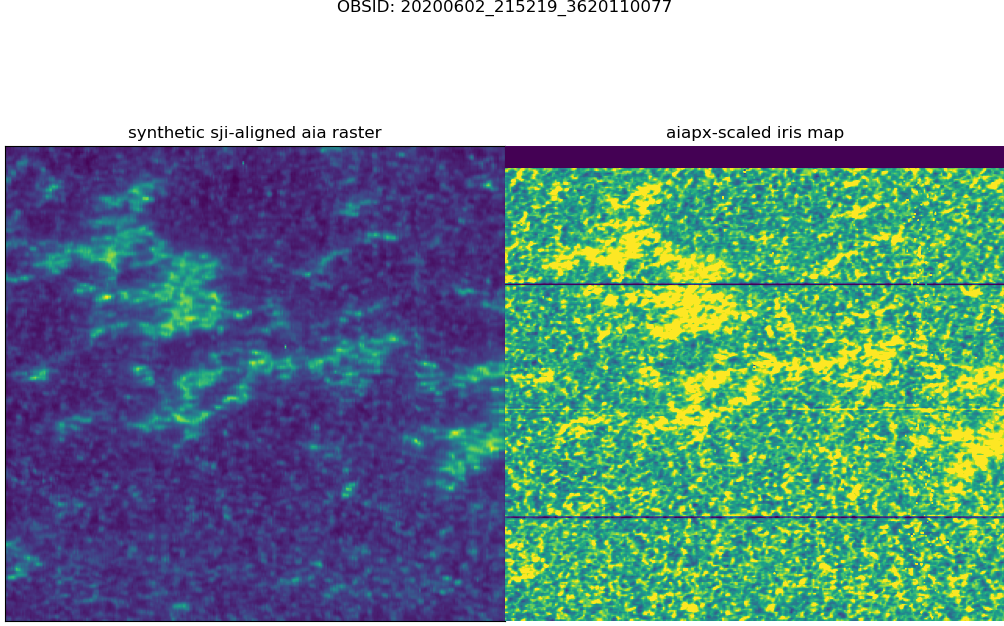 OBSID: 20200602_215219_3620110077
synthetic sji-aligned aia raster
aiapx-scaled iris map